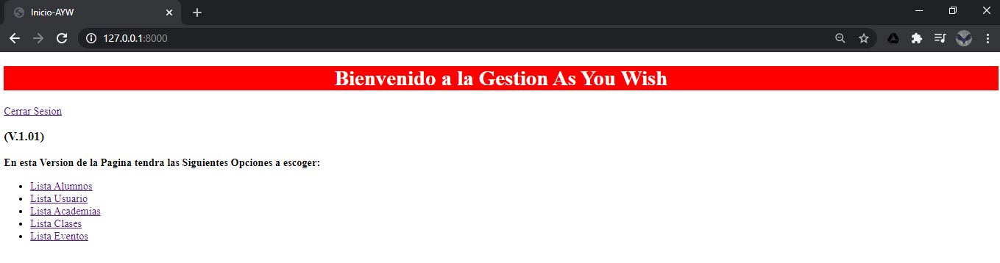 Inicio-AYW
127.0.0.1:8000
Bienvenido a la Gestion As You Wish
Cerrar Sesion
(V.1.01)
En esta Version de la Pagina tendra las Siguientes Opciones a escoger:
Lista Alumnos
Lista Usuario
Lista Academias
Lista Clases
Lista Eventos